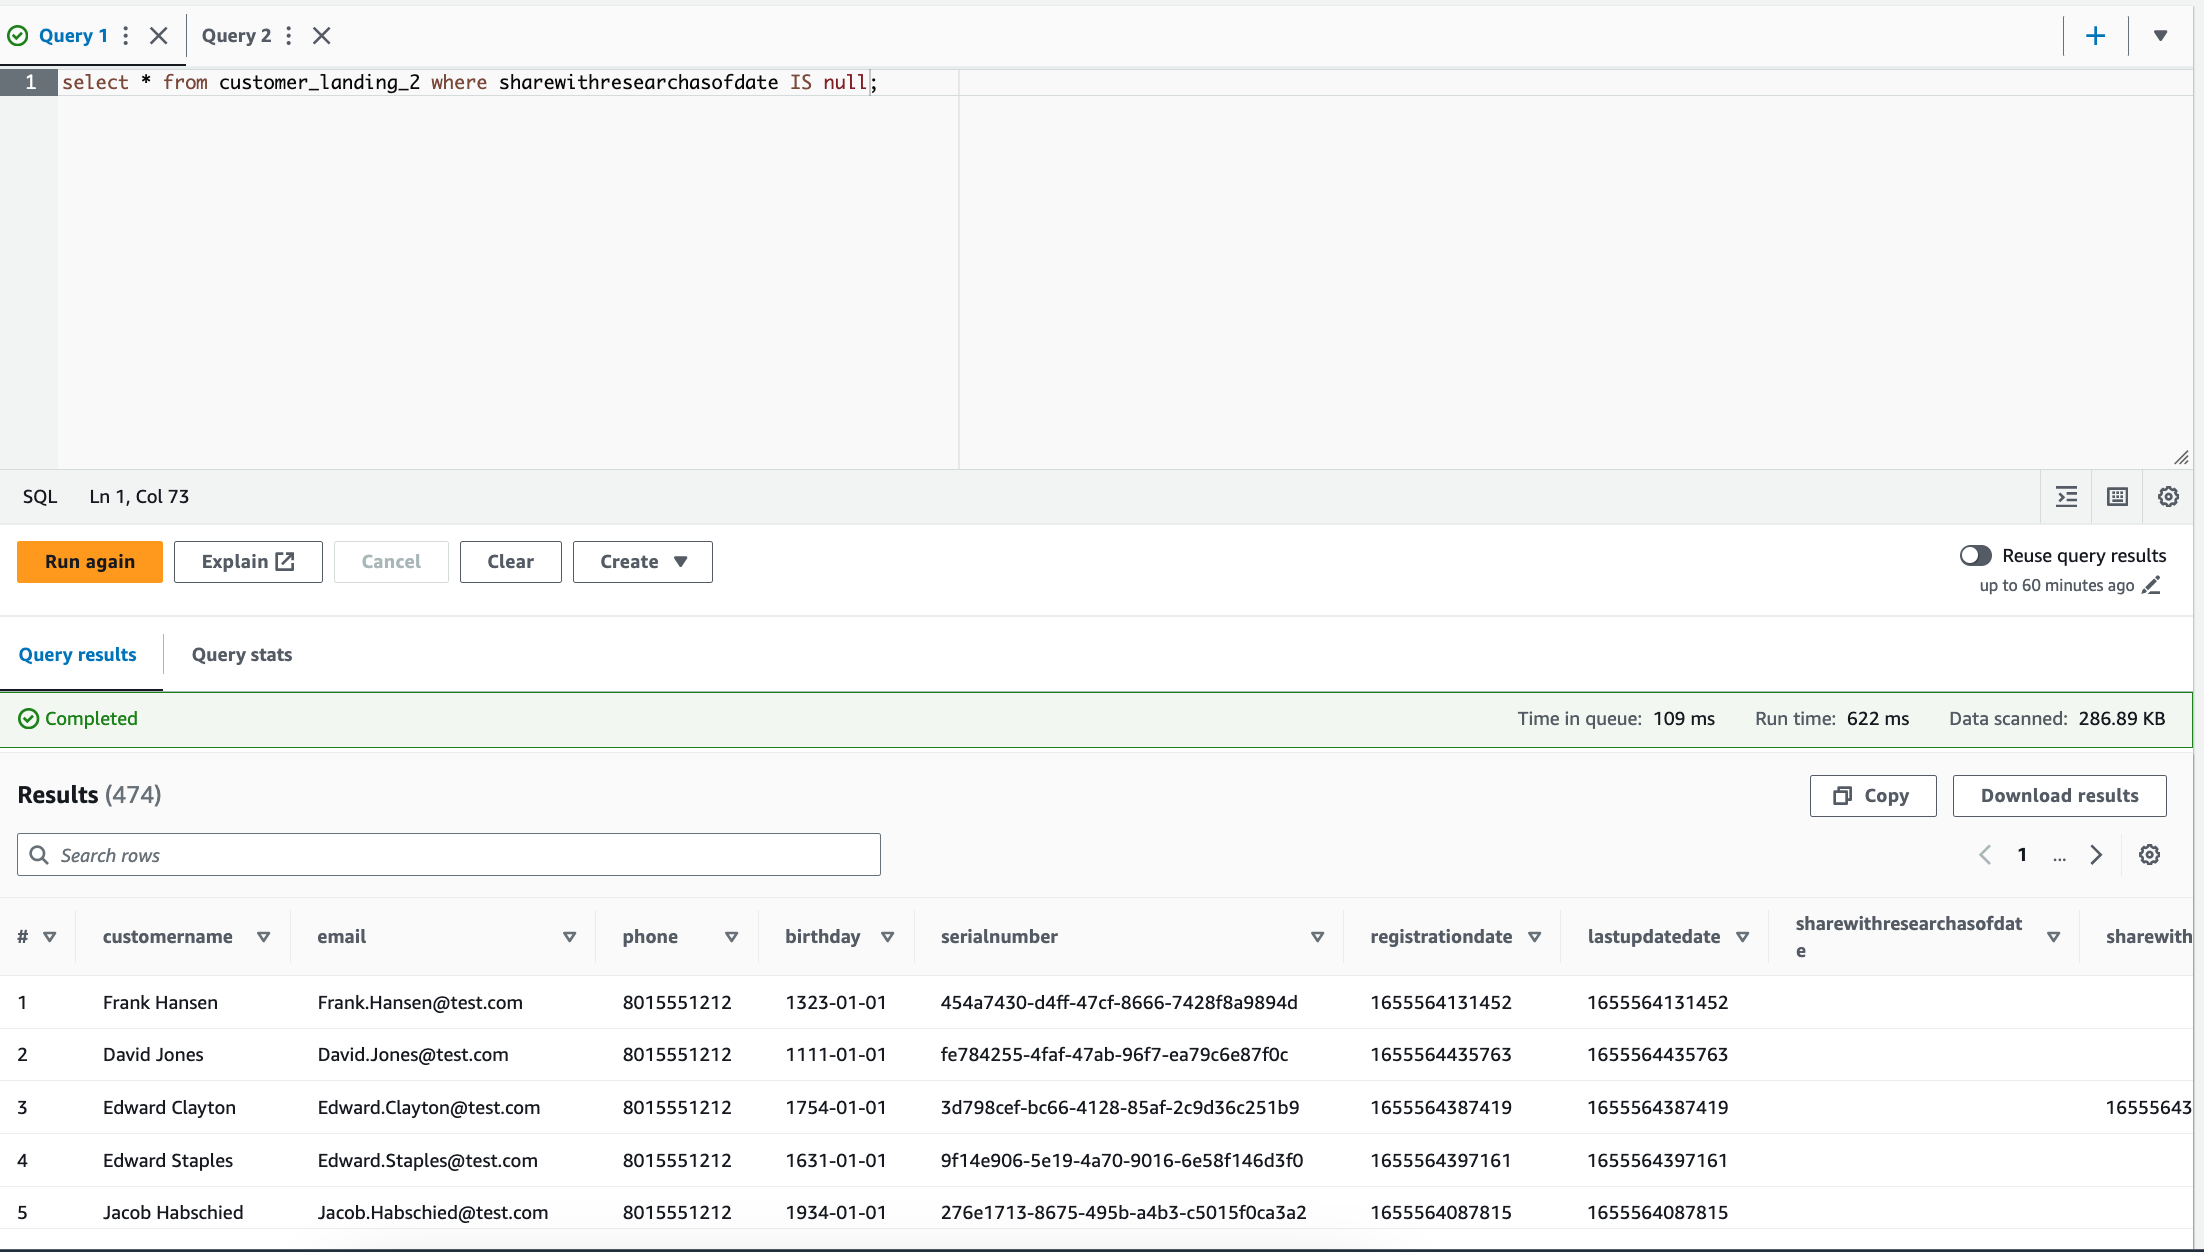 Query 1 Query 2
1 select * from customer_landing_2 where sharewithresearchasofdate IS null;
SQL Ln 1, Col 73
Run again Explain Cancel Clear Create Reuse query results
up to 60 minutes ago
Query results Query stats
Completed Time in queue: 109 ms Run time: 622 ms Data scanned: 286.89 KB
Results (474) Copy Download results
Search rows 1 ...
# customername email phone birthday serialnumber registrationdate lastupdatedate sharewithresearchasofdat
e sharewith
1 Frank Hansen Frank.Hansen@test.com 8015551212 1323-01-01 454a7430-d4ff-47cf-8666-7428f8a9894d 1655564131452 1655564131452
2 David Jones David.Jones@test.com 8015551212 1111-01-01 fe784255-4faf-47ab-96f7-ea79c6e87f0c 1655564435763 1655564435763
3 Edward Clayton Edward.Clayton@test.com 8015551212 1754-01-01 3d798cef-bc66-4128-85af-2c9d36c251b9 1655564387419 1655564387419 16555643
4 Edward Staples Edward.Staples@test.com 8015551212 1631-01-01 9f14e906-5e19-4a70-9016-6e58f146d3f0 1655564397161 1655564397161
5 Jacob Habschied Jacob.Habschied@test.com 8015551212 1934-01-01 276e1713-8675-495b-a4b3-c5015f0ca3a2 1655564087815 1655564087815